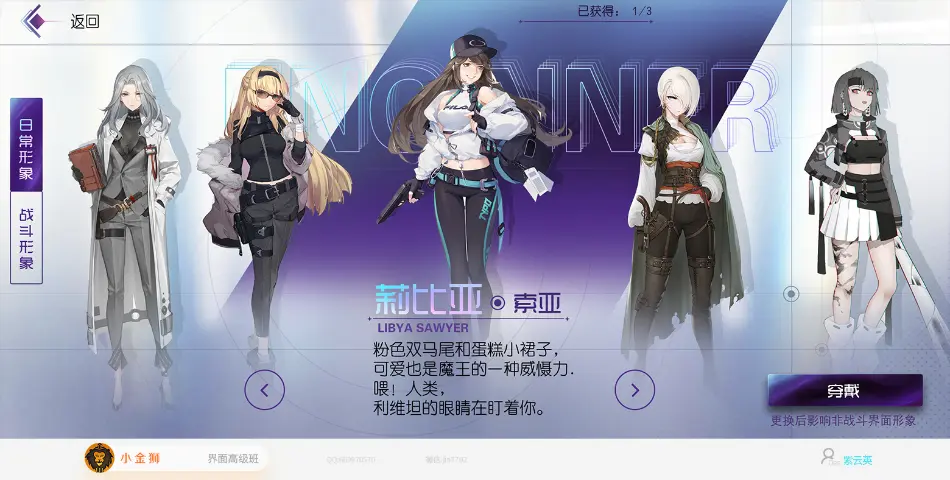 返回
已获得： 1/3
日常形象
战斗形象
莉比亚
索亚
LIBYA SAWYER
粉色双马尾和蛋糕小裙子，
可爱也是魔王的一种威慑力.
喂！人类，
利维坦的眼睛在盯着你。
穿戴
更换后影响非战斗界面形象
小金狮
界面高级班
紫云英